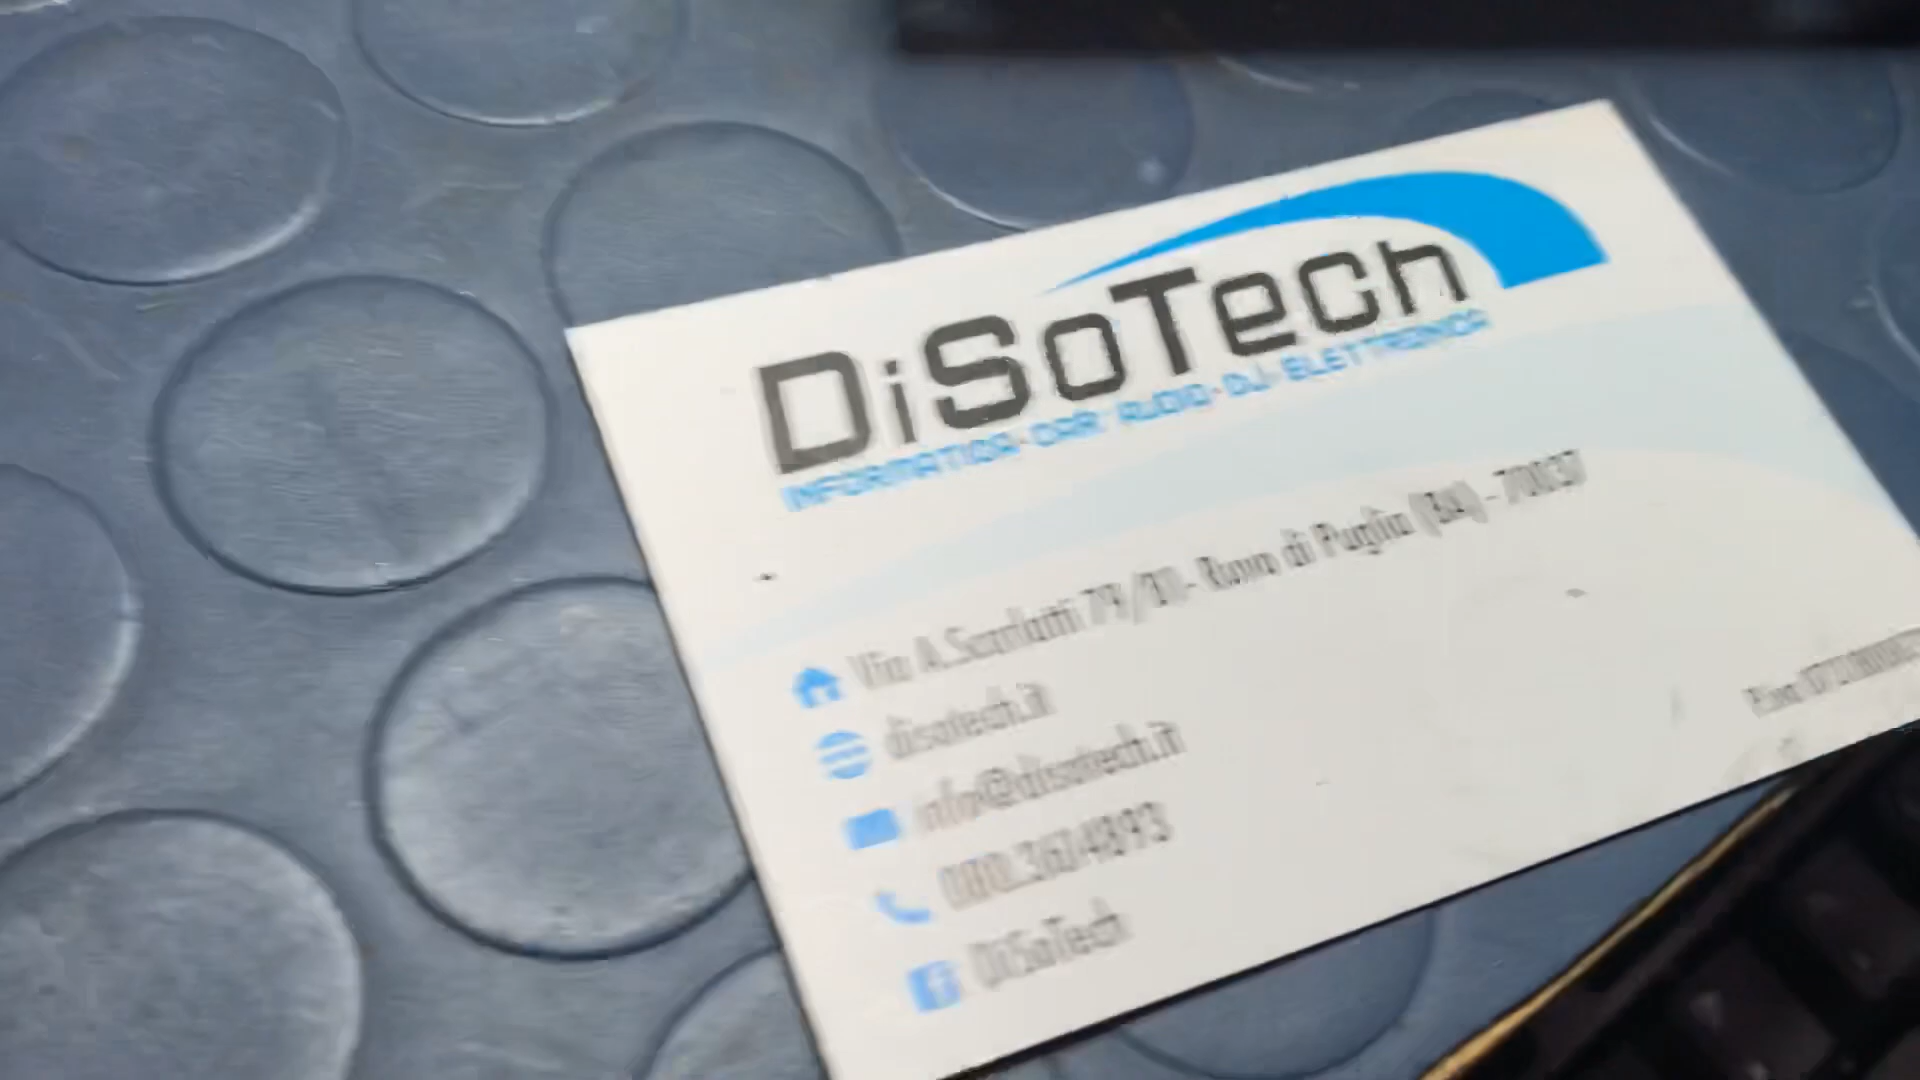 DiSoTech
INFORMATICA • CAR AUDIO • DJ • ELETTRONICA
Via A.Scarlatti 79/81 - Ruvo di Puglia (BA) - 70037
disotech.it
info@disotech.it
080.3614893
DiSoTech
P.iva